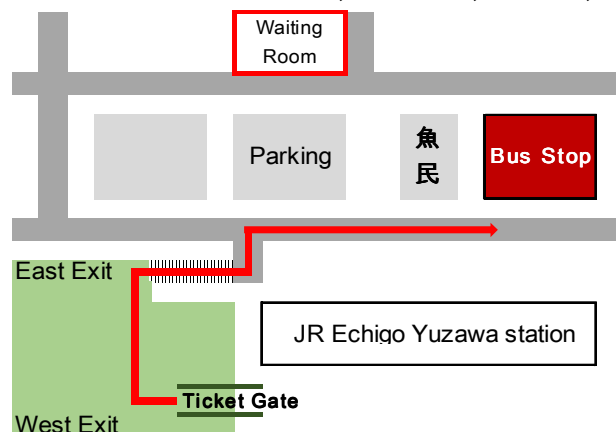 Waiting
Room
Parking
魚
民
Bus Stop
East Exit
JR Echigo Yuzawa station
Ticket Gate
West Exit